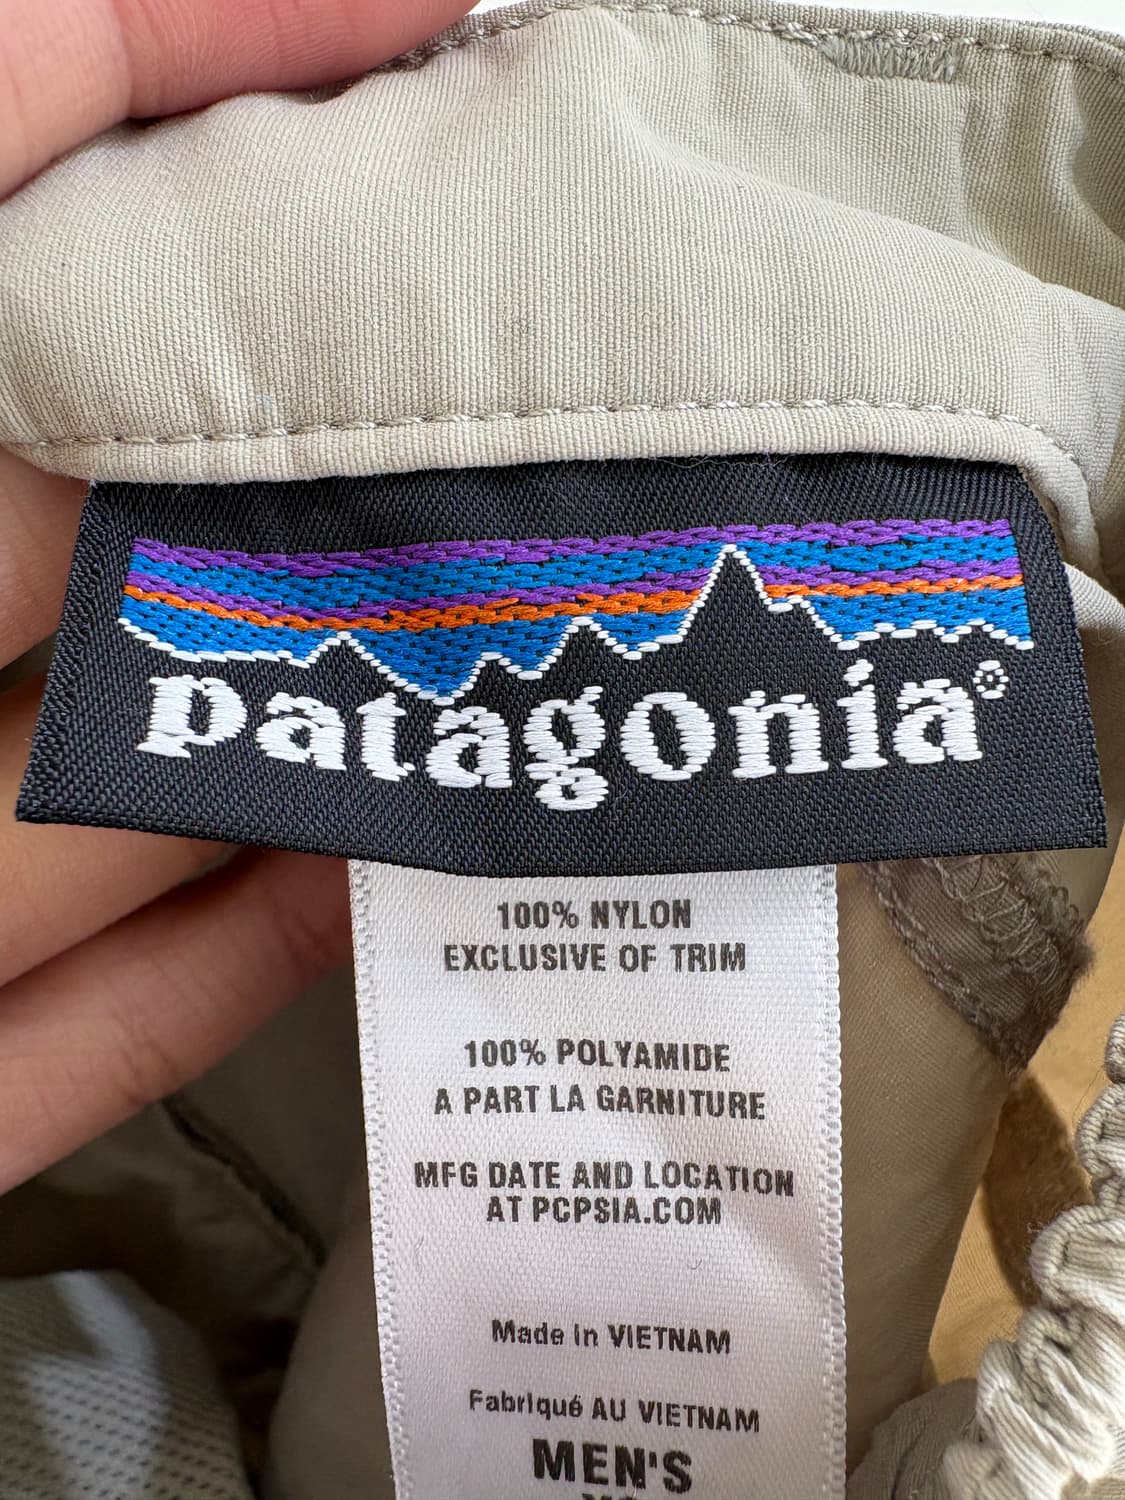 patagonia®
100% NYLON
EXCLUSIVE OF TRIM
100% POLYAMIDE
A PART LA GARNITURE
MFG DATE AND LOCATION
AT PCPSIA.COM
Made In VIETNAM
Fabriqué AU VIETNAM
MEN'S